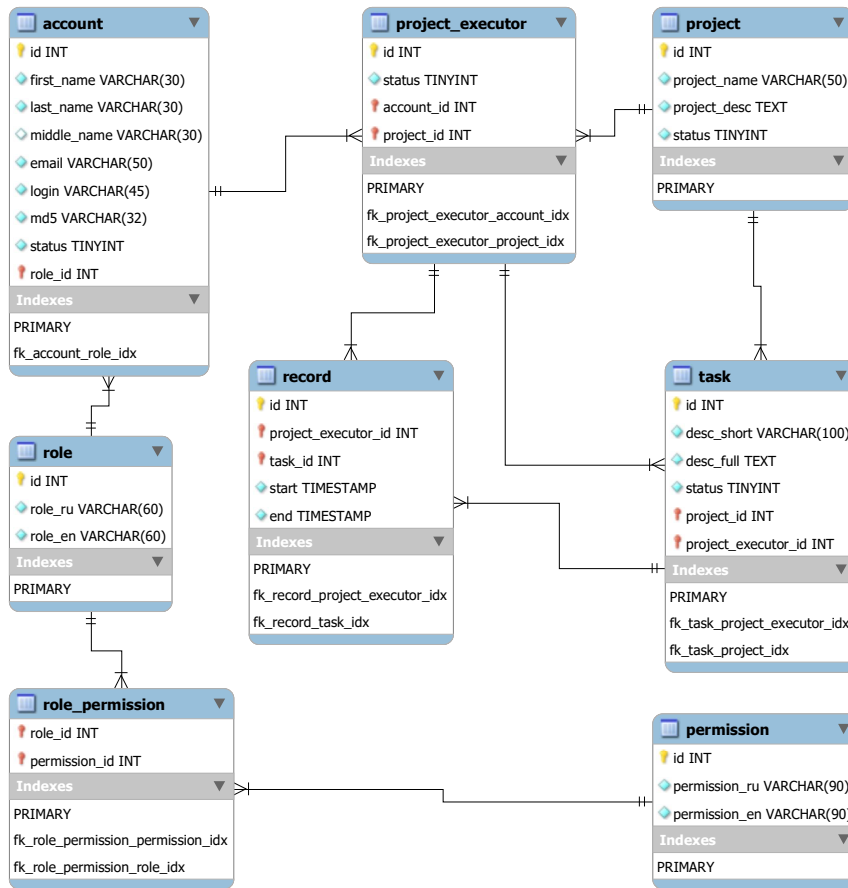 account
id INT
first_name VARCHAR(30)
last_name VARCHAR(30)
middle_name VARCHAR(30)
email VARCHAR(50)
login VARCHAR(45)
md5 VARCHAR(32)
status TINYINT
role_id INT
Indexes
PRIMARY
fk_account_role_idx
project_executor
id INT
status TINYINT
account_id INT
project_id INT
Indexes
PRIMARY
fk_project_executor_account_idx
fk_project_executor_project_idx
project
id INT
project_name VARCHAR(50)
project_desc TEXT
status TINYINT
Indexes
PRIMARY
record
id INT
project_executor_id INT
task_id INT
start TIMESTAMP
end TIMESTAMP
Indexes
PRIMARY
fk_record_project_executor_idx
fk_record_task_idx
task
id INT
desc_short VARCHAR(100)
desc_full TEXT
status TINYINT
project_id INT
project_executor_id INT
Indexes
PRIMARY
fk_task_project_executor_idx
fk_task_project_idx
role
id INT
role_ru VARCHAR(60)
role_en VARCHAR(60)
Indexes
PRIMARY
role_permission
role_id INT
permission_id INT
Indexes
PRIMARY
fk_role_permission_permission_idx
fk_role_permission_role_idx
permission
id INT
permission_ru VARCHAR(90)
permission_en VARCHAR(90)
Indexes
PRIMARY